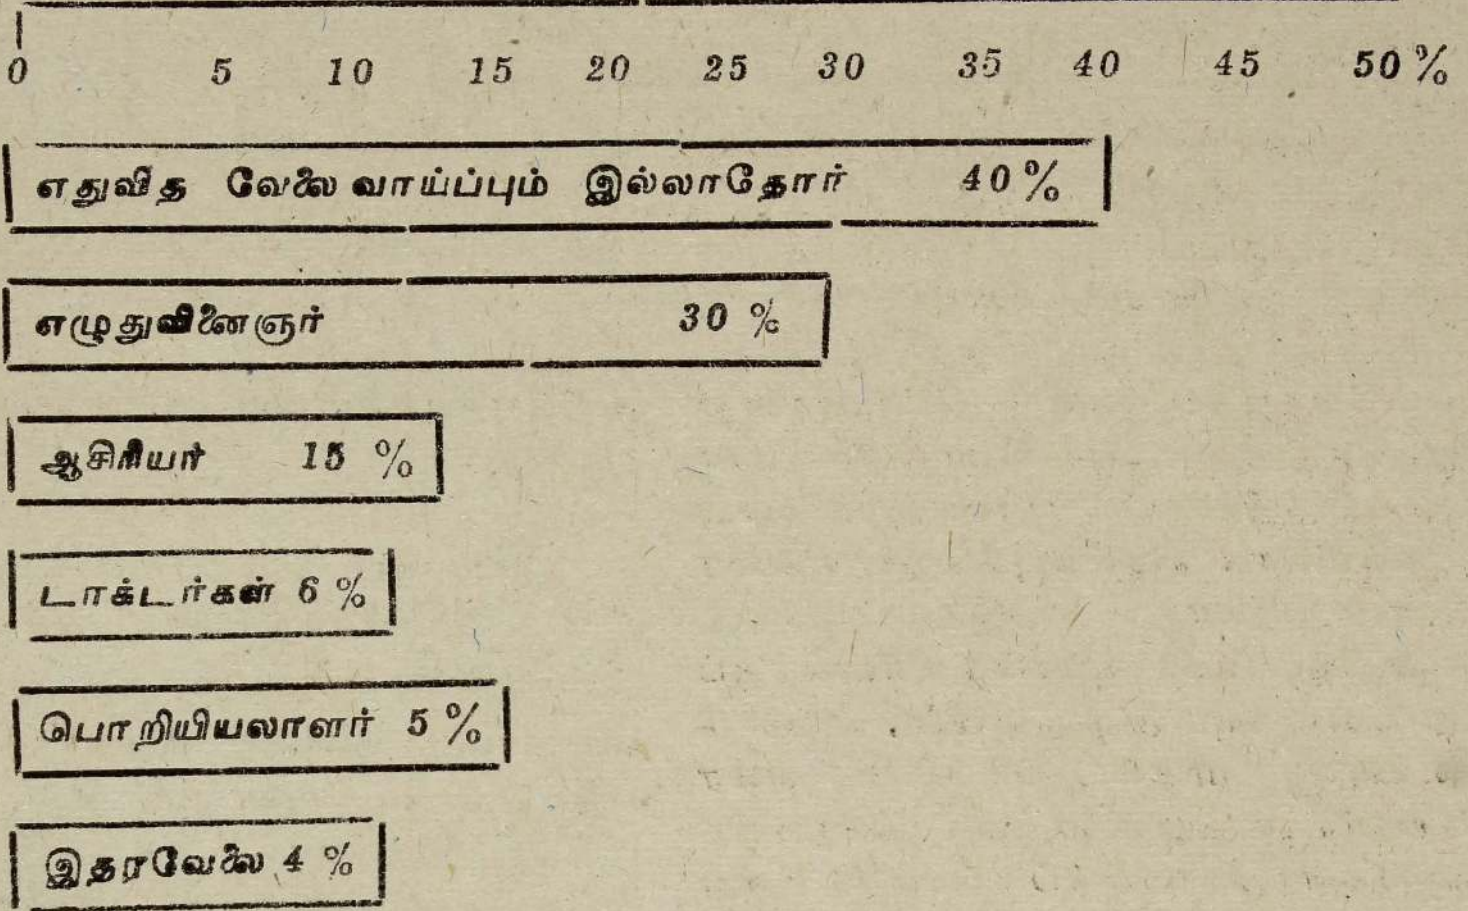 0 5 10 15 20 25 30 35 40 45 50 %
எதுவித வேலை வாய்ப்பும் இல்லாதோர் 40 %
எழுதுவினைஞர் 30 %
ஆசிரியர் 15 %
டாக்டர்கள் 6 %
பொறியியலாளர் 5 %
இதரவேலை 4 %